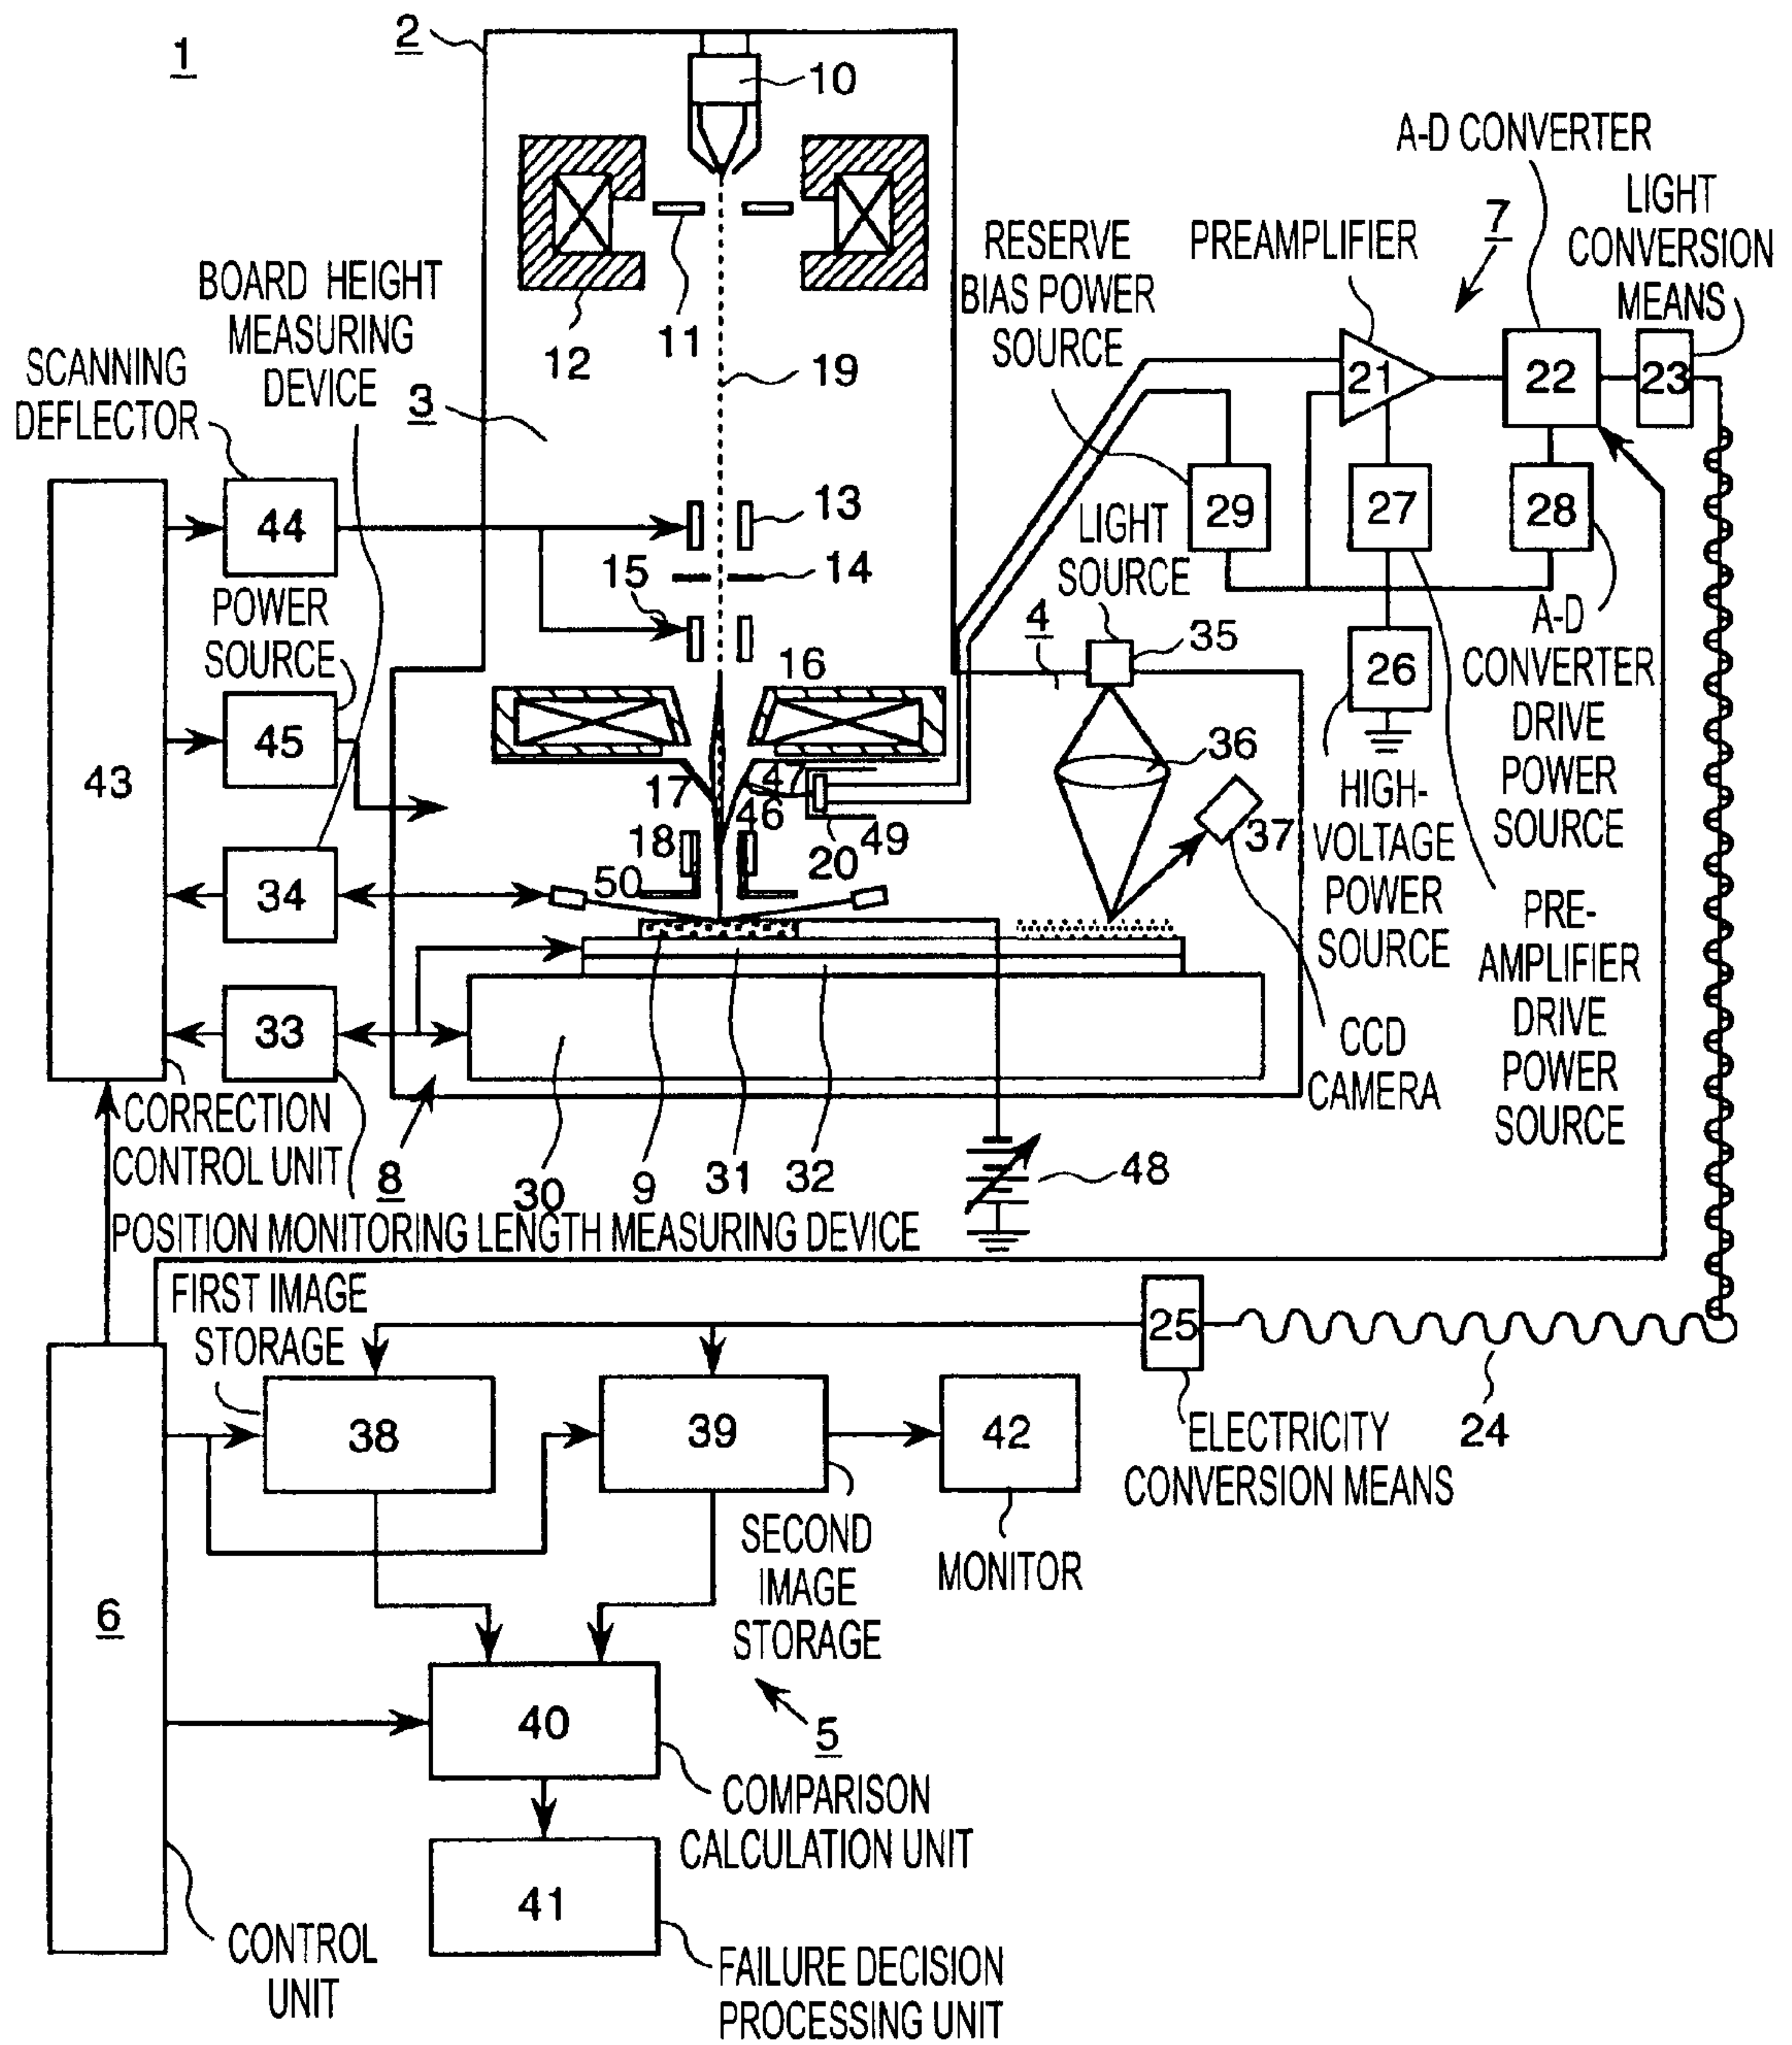 1
2
10
A-D CONVERTER
LIGHT
CONVERSION
MEANS
7
PREAMPLIFIER
RESERVE
BIAS POWER
SOURCE
BOARD HEIGHT
MEASURING
DEVICE
12
11
19
SCANNING
DEFLECTOR
3
21
22
23
44
13
29
27
28
LIGHT
SOURCE
15
14
POWER
SOURCE
4
35
26
A-D
CONVERTER
DRIVE
POWER
SOURCE
16
45
43
36
17
47
46
HIGH-
VOLTAGE
POWER
SOURCE
37
18
20
49
34
50
PRE-
AMPLIFIER
DRIVE
POWER
SOURCE
33
CCD
CAMERA
CORRECTION
CONTROL UNIT
8
30
9
31
32
48
POSITION MONITORING LENGTH MEASURING DEVICE
FIRST IMAGE
STORAGE
25
38
39
42
ELECTRICITY
CONVERSION MEANS
24
SECOND
IMAGE
STORAGE
MONITOR
6
40
5
COMPARISON
CALCULATION UNIT
41
CONTROL
UNIT
FAILURE DECISION
PROCESSING UNIT